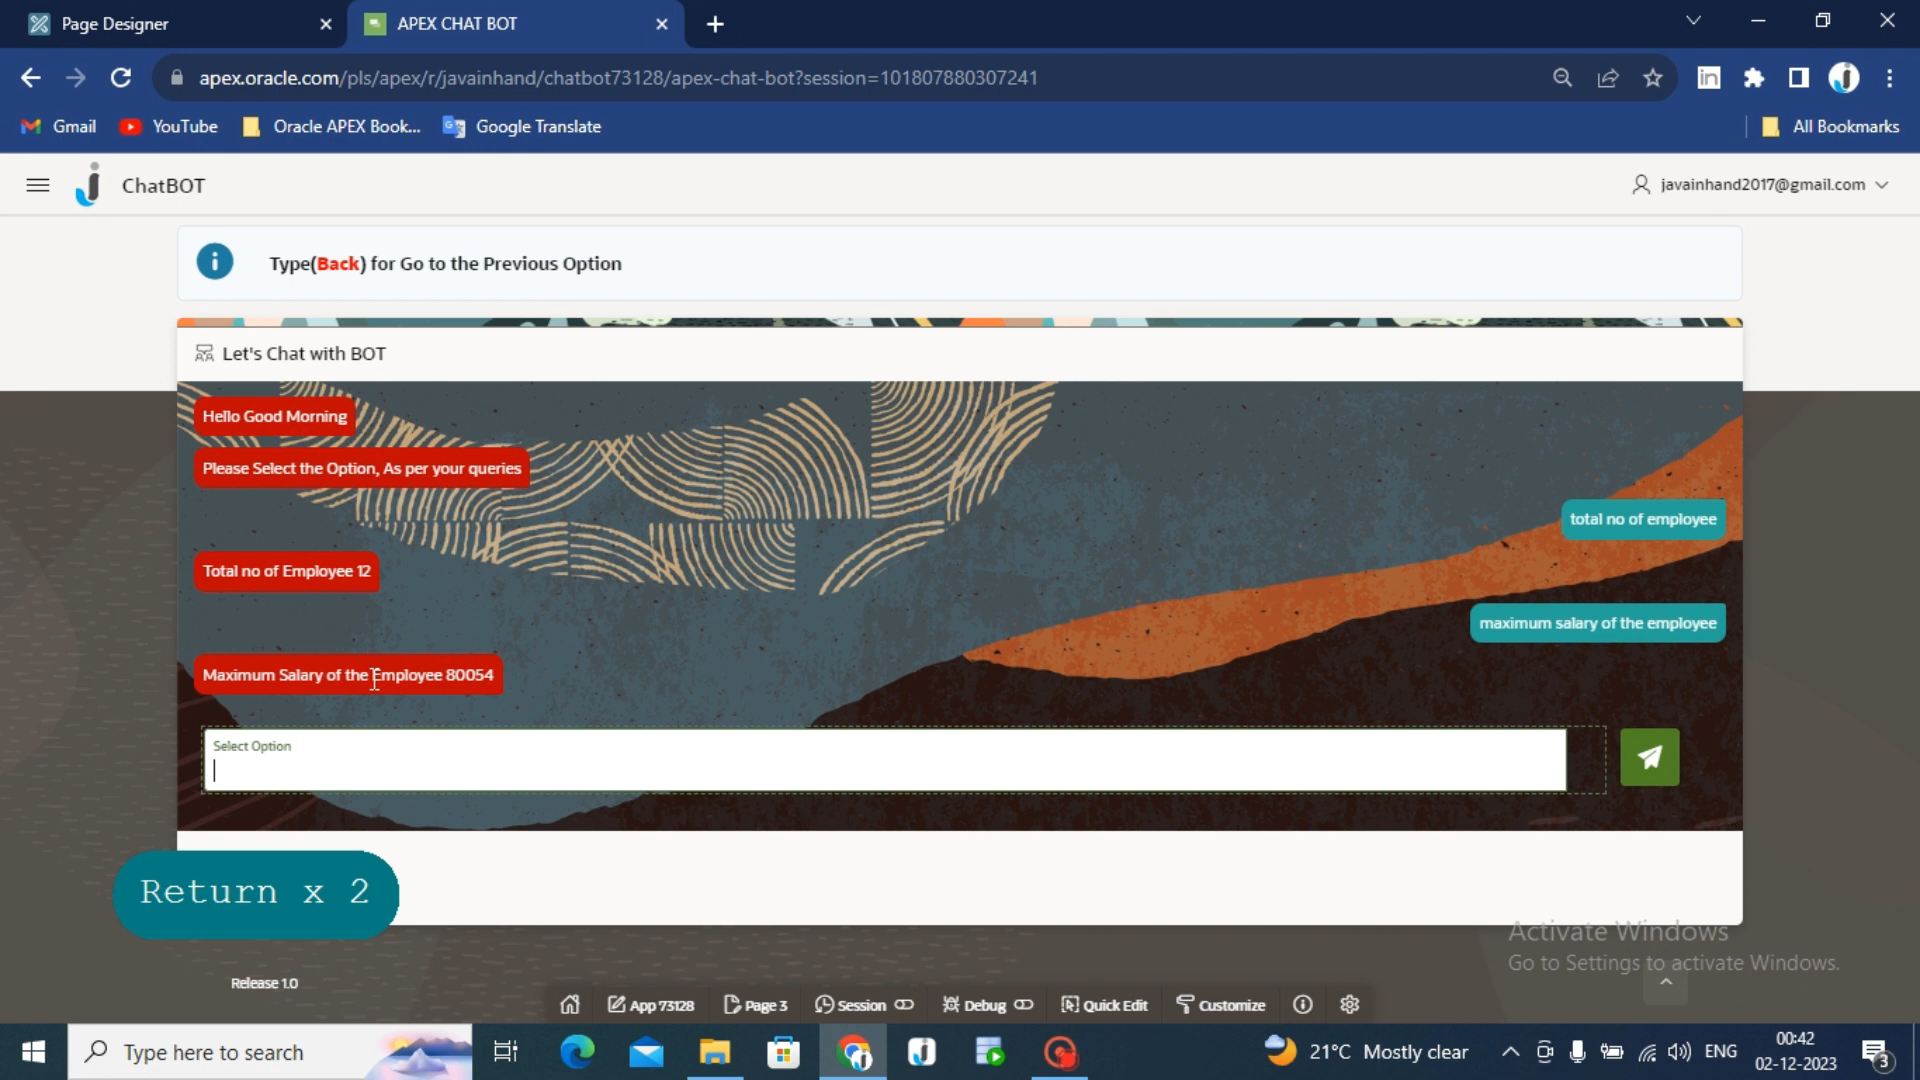 Page Designer
APEX CHAT BOT
apex.oracle.com/pls/apex/r/javainhand/chatbot73128/apex-chat-bot?session=101807880307241
Gmail
YouTube
Oracle APEX Book...
Google Translate
All Bookmarks
ChatBOT
javainhand2017@gmail.com
Type(Back) for Go to the Previous Option
Let's Chat with BOT
Hello Good Morning
Please Select the Option, As per your queries
total no of employee
Total no of Employee 12
maximum salary of the employee
Maximum Salary of the Employee 80054
Select Option
Return x 2
Activate Windows
Go to Settings to activate Windows.
Release 1.0
App 73128
Page 3
Session
Debug
Quick Edit
Customize
Type here to search
21°C Mostly clear
ENG
00:42
02-12-2023
3